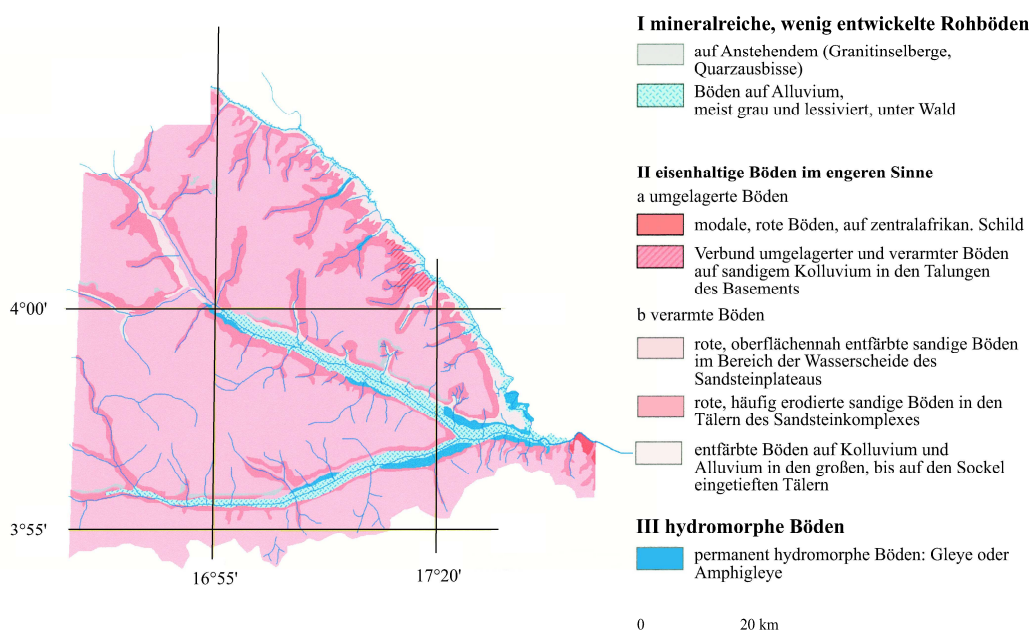 I mineralreiche, wenig entwickelte Rohböden
auf Anstehendem (Granitinselberge,
Quarzausbisse)
Böden auf Alluvium,
meist grau und lessiviert, unter Wald
II eisenhaltige Böden im engeren Sinne
a umgelagerte Böden
modale, rote Böden, auf zentralafrikan. Schild
Verbund umgelagerter und verarmter Böden
auf sandigem Kolluvium in den Talungen
des Basements
b verarmte Böden
rote, oberflächennah entfärbte sandige Böden
im Bereich der Wasserscheide des
Sandsteinplateaus
rote, häufig erodierte sandige Böden in den
Tälern des Sandsteinkomplexes
entfärbte Böden auf Kolluvium und
Alluvium in den großen, bis auf den Sockel
eingetieften Tälern
III hydromorphe Böden
permanent hydromorphe Böden: Gleye oder
Amphigleye
0 20 km
4°00'
3°55'
16°55'
17°20'